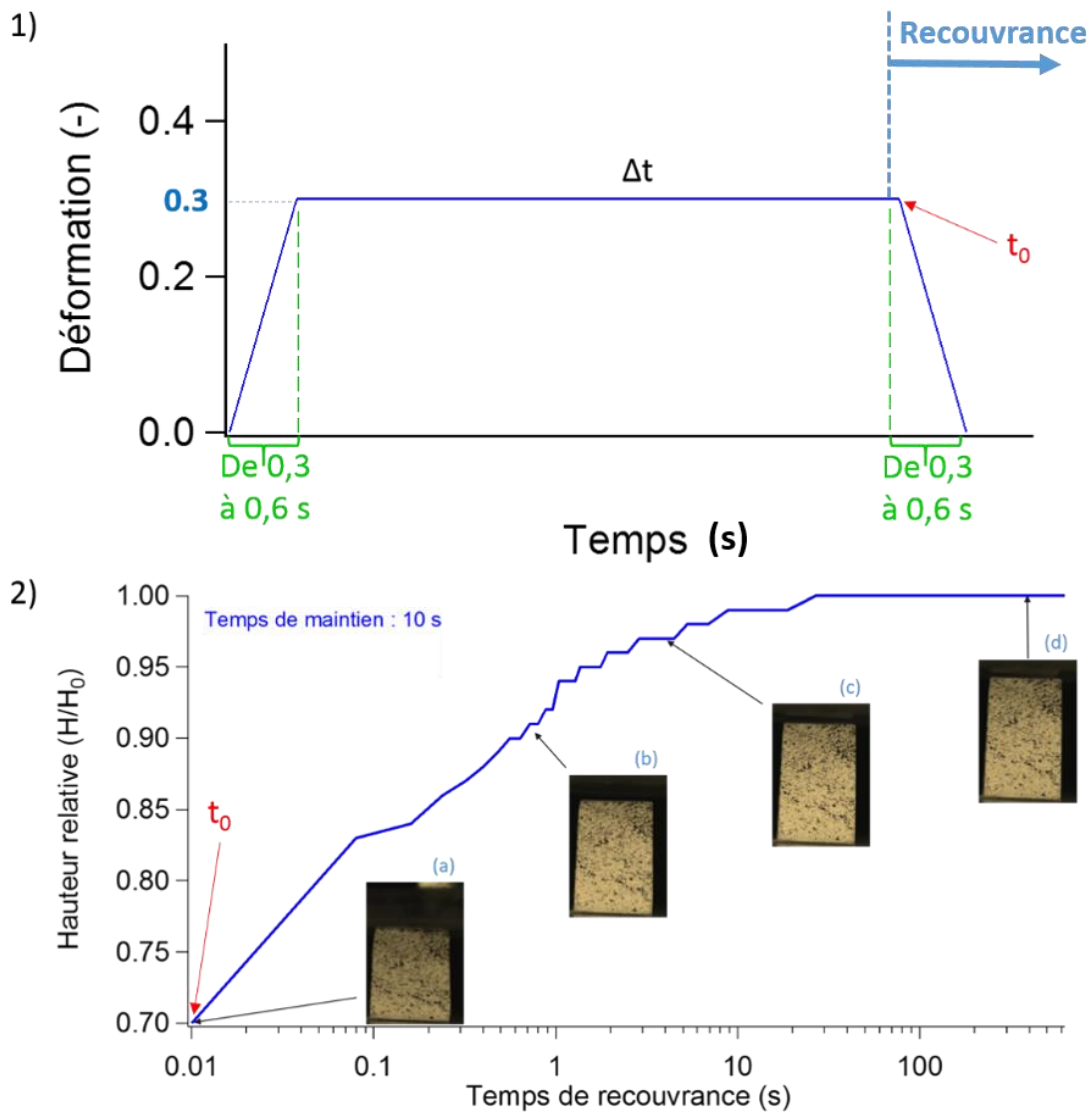 1)
Recouvrance
Déformation (-)
0.4
0.3
0.2
0.0
Δt
t0
De 0,3
à 0,6 s
De 0,3
à 0,6 s
Temps (s)
2)
Hauteur relative (H/H0)
1.00
0.95
0.90
0.85
0.80
0.75
0.70
Temps de maintien : 10 s
t0
(a)
(b)
(c)
(d)
0.01
0.1
1
10
100
Temps de recouvrance (s)